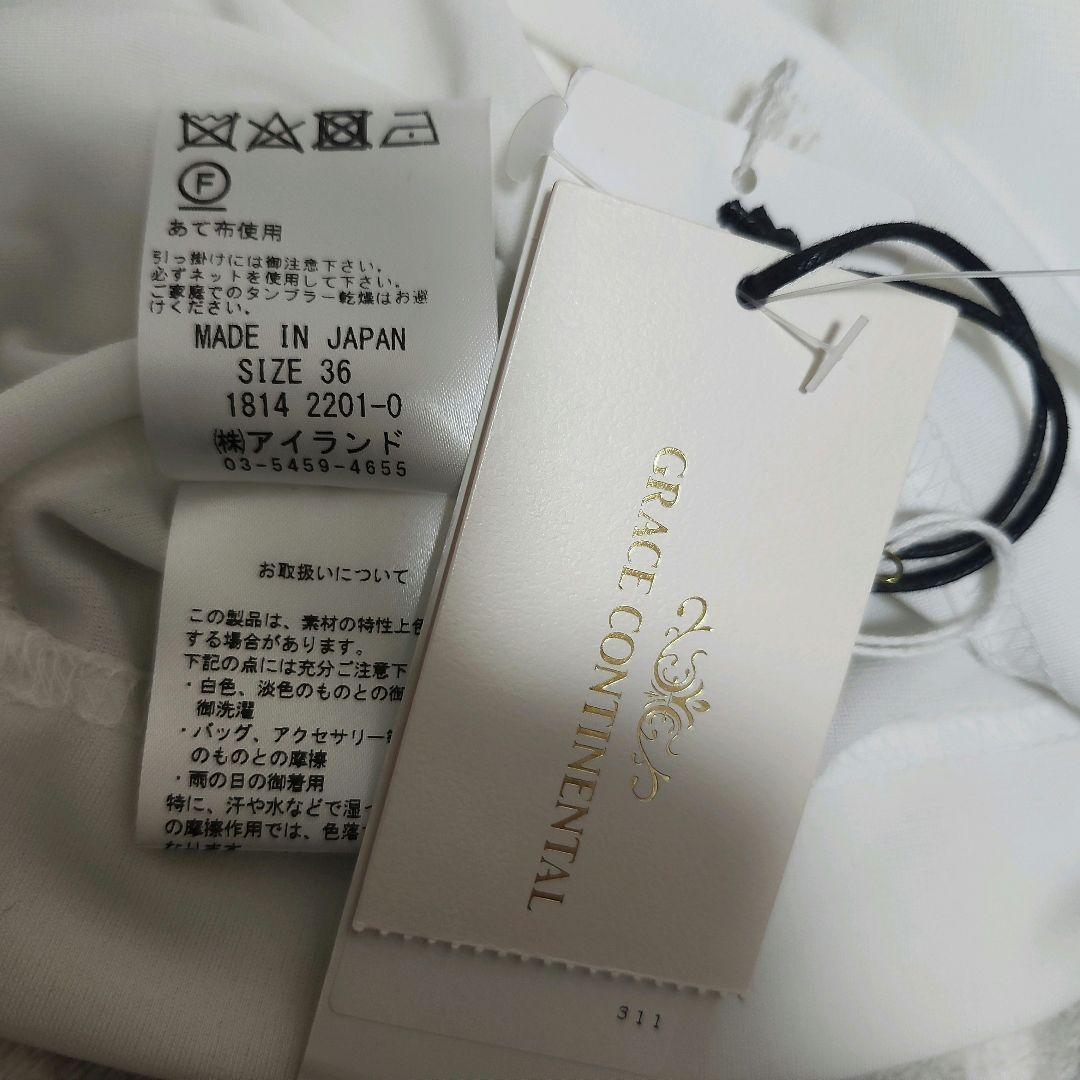 F
あて布使用
引っ掛けには御注意下さい。
必ずネットを使用して下さい。
ご家庭でのタンブラー乾燥はお避
けください。
MADE IN JAPAN
SIZE 36
1814 2201-0
㈱アイランド
03-5459-4655
お取扱いについて
この製品は、素材の特性上色
する場合があります。
下記の点には充分ご注意下
・白色、淡色のものとの御
御洗濯
・バッグ、アクセサリー等
のものとの摩擦
・雨の日の御着用
特に、汗や水などで湿っ
の摩擦作用では、色落
なります
GRACE CONTINENTAL
311